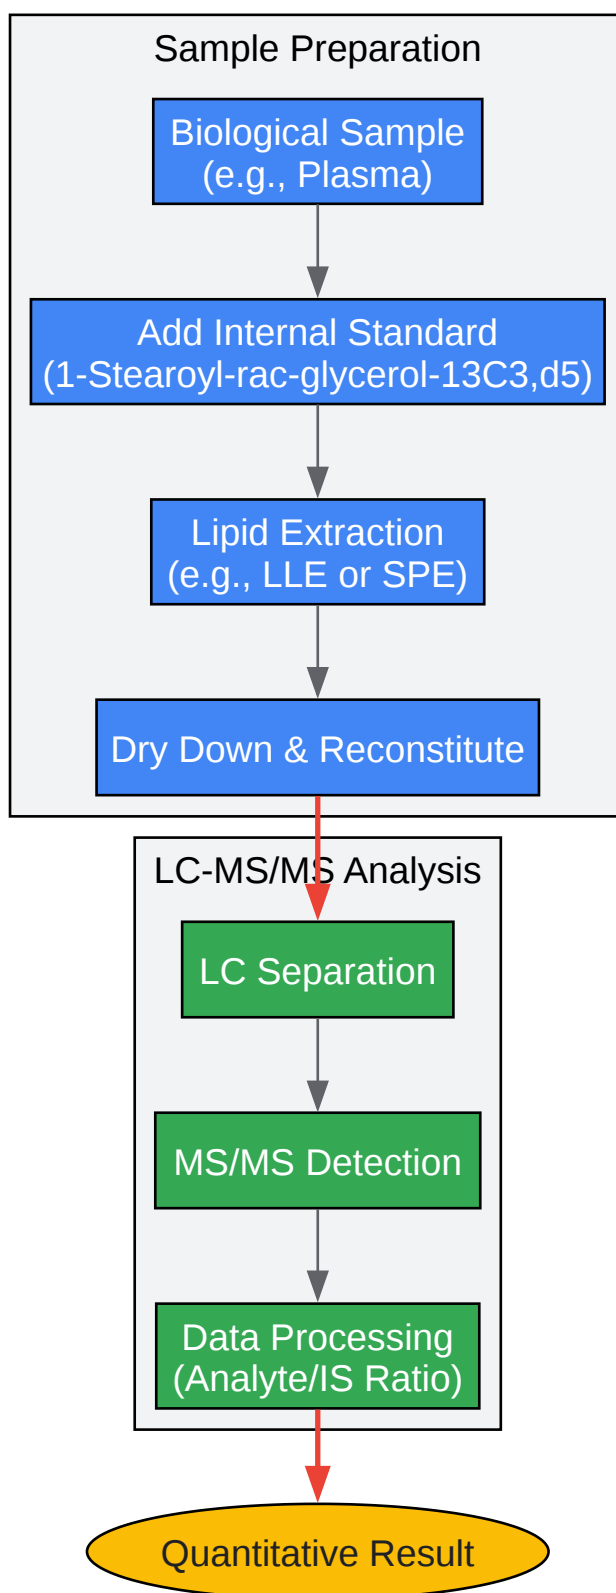 Sample Preparation
Biological Sample
(e.g., Plasma)
Add Internal Standard
(1-Stearoyl-rac-glycerol-13C3,d5)
Lipid Extraction
(e.g., LLE or SPE)
Dry Down & Reconstitute
LC-MS/MS Analysis
LC Separation
MS/MS Detection
Data Processing
(Analyte/IS Ratio)
Quantitative Result